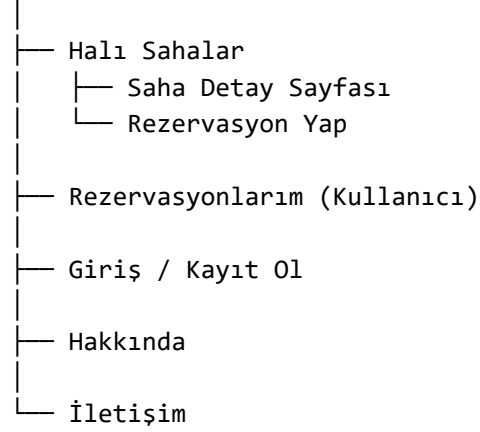 Halı Sahalar
Saha Detay Sayfası
Rezervasyon Yap
Rezervasyonlarım (Kullanıcı)
Giriş / Kayıt Ol
Hakkında
İletişim